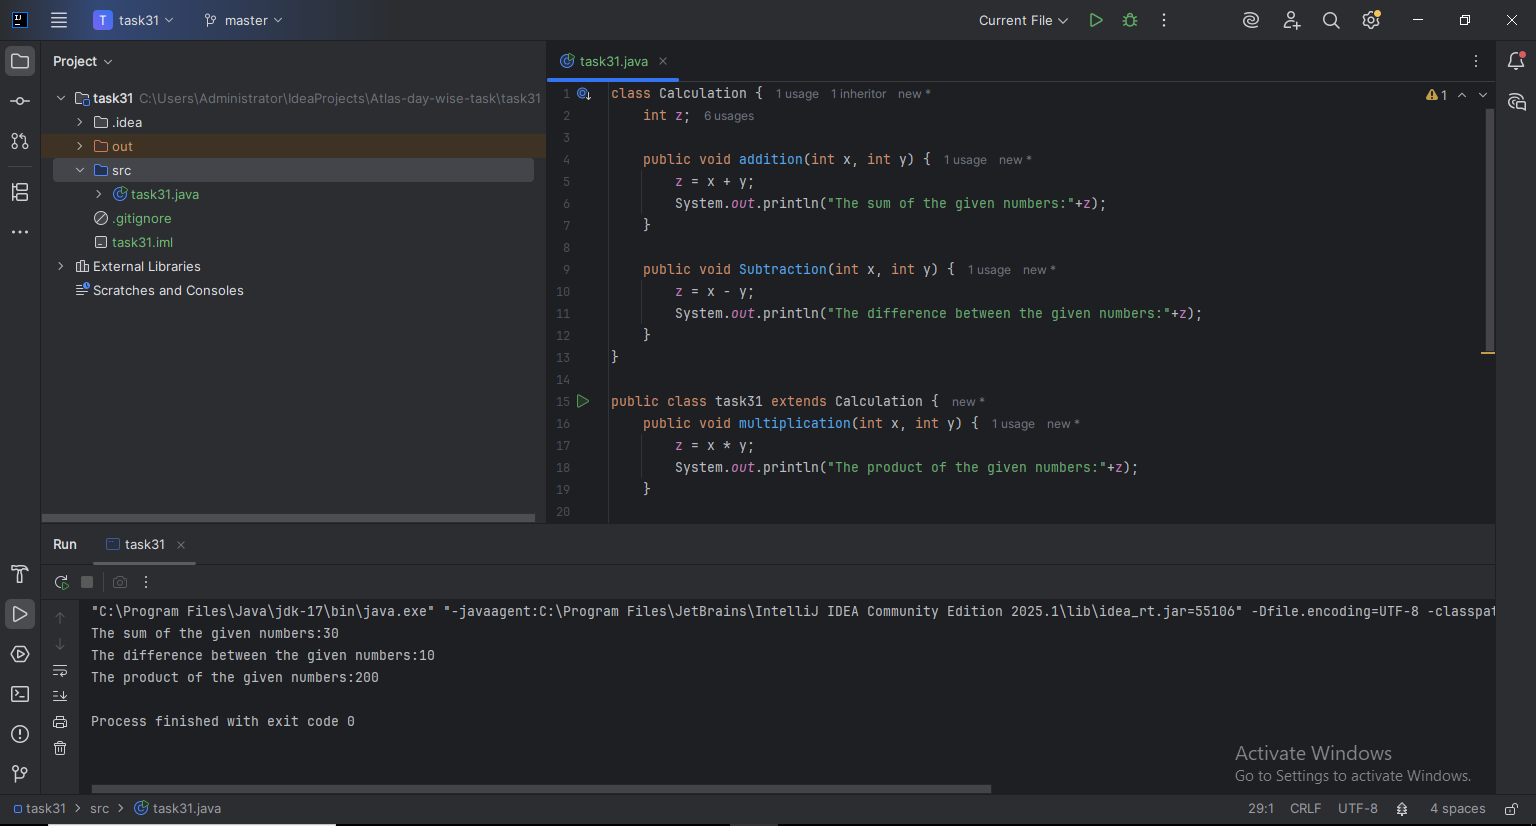 T task31 master Current File
Project
task31.java
task31 C:\Users\Administrator\IdeaProjects\Atlas-day-wise-task\task31
.idea
out
src
task31.java
.gitignore
task31.iml
External Libraries
Scratches and Consoles
1 class Calculation { 1 usage 1 inheritor new *
2 int z; 6 usages
3
4 public void addition(int x, int y) { 1 usage new *
5 z = x + y;
6 System.out.println("The sum of the given numbers:"+z);
7 }
8
9 public void Subtraction(int x, int y) { 1 usage new *
10 z = x - y;
11 System.out.println("The difference between the given numbers:"+z);
12 }
13 }
14
15 public class task31 extends Calculation { new *
16 public void multiplication(int x, int y) { 1 usage new *
17 z = x * y;
18 System.out.println("The product of the given numbers:"+z);
19 }
20
1
Run task31
"C:\Program Files\Java\jdk-17\bin\java.exe" "-javaagent:C:\Program Files\JetBrains\IntelliJ IDEA Community Edition 2025.1\lib\idea_rt.jar=55106" -Dfile.encoding=UTF-8 -classpat
The sum of the given numbers:30
The difference between the given numbers:10
The product of the given numbers:200
Process finished with exit code 0
Activate Windows
Go to Settings to activate Windows.
task31 > src > task31.java 29:1 CRLF UTF-8 4 spaces